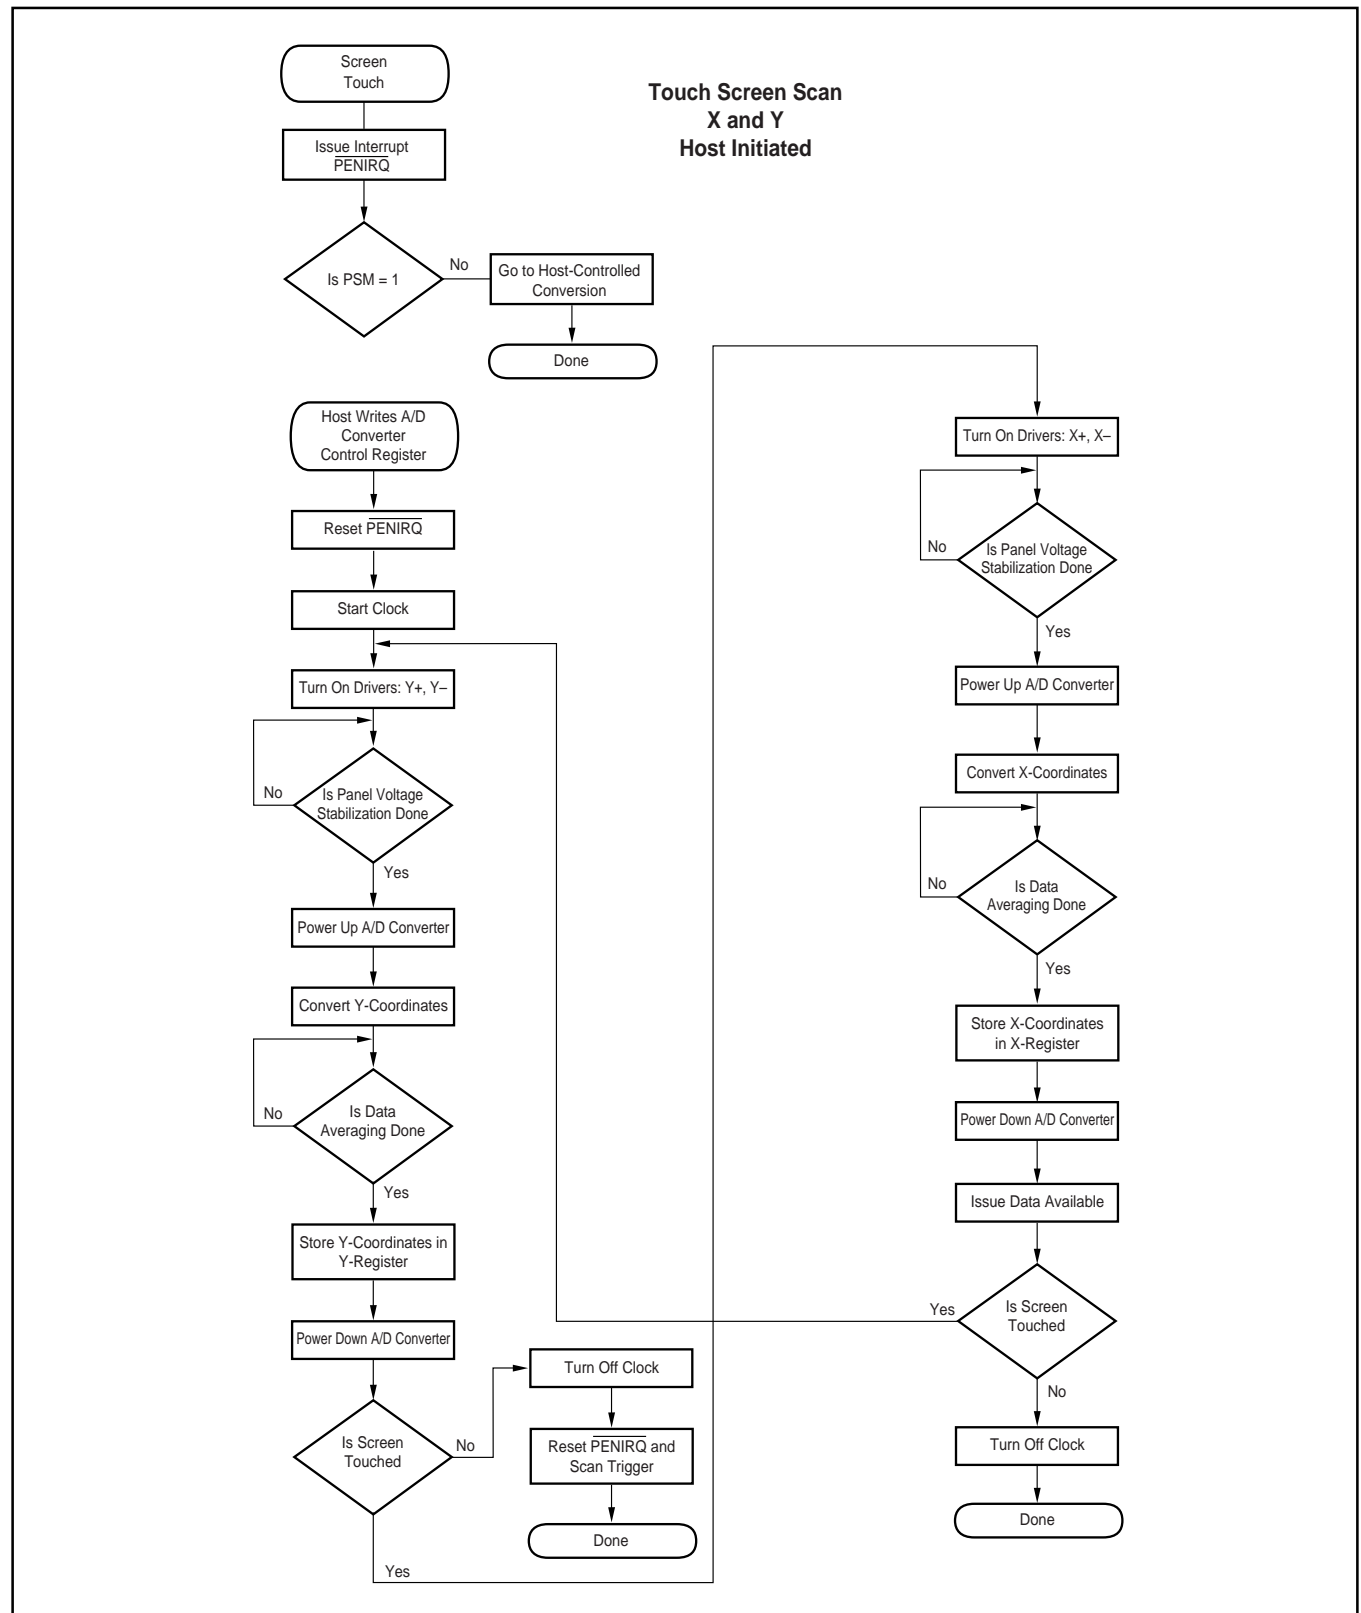 Screen
Touch
Touch Screen Scan
X and Y
Host Initiated
Issue Interrupt
PENIRQ
Is PSM = 1
No
Go to Host-Controlled
Conversion
Done
Host Writes A/D
Converter
Control Register
Reset PENIRQ
Start Clock
Turn On Drivers: Y+, Y–
No
Is Panel Voltage
Stabilization Done
Yes
Power Up A/D Converter
Convert Y-Coordinates
No
Is Data
Averaging Done
Yes
Store Y-Coordinates in
Y-Register
Power Down A/D Converter
Is Screen
Touched
No
Turn Off Clock
Reset PENIRQ and
Scan Trigger
Done
Yes
Turn On Drivers: X+, X–
No
Is Panel Voltage
Stabilization Done
Yes
Power Up A/D Converter
Convert X-Coordinates
No
Is Data
Averaging Done
Yes
Store X-Coordinates
in X-Register
Power Down A/D Converter
Issue Data Available
Yes
Is Screen
Touched
No
Turn Off Clock
Done